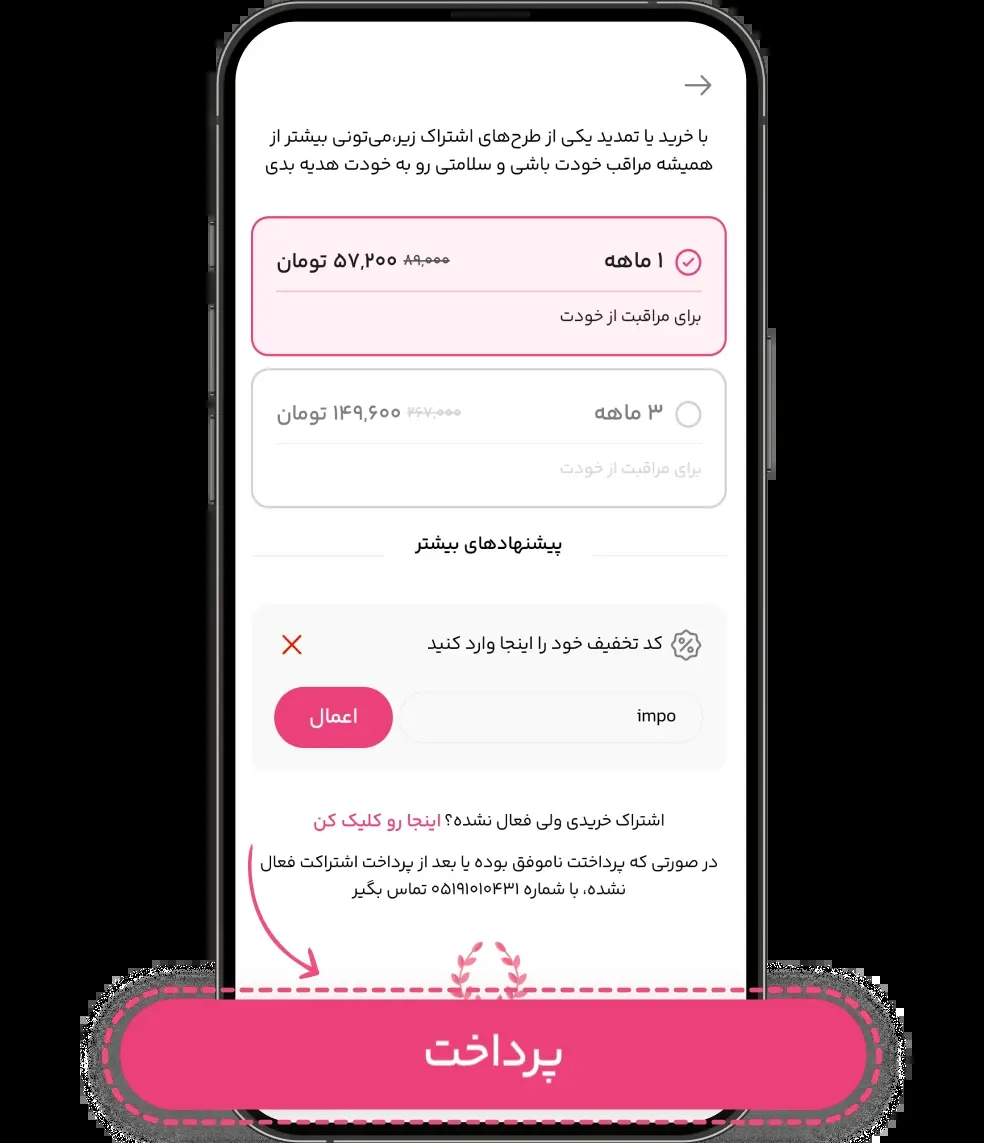 با خرید یا تمدید یکی از طرح‌های اشتراک زیر،می‌تونی بیشتر از
همیشه مراقب خودت باشی و سلامتی رو به خودت هدیه بدی
۱ ماهه ۸۹,۰۰۰ ۵۷,۲۰۰ تومان
برای مراقبت از خودت
۳ ماهه ۲۶۷,۰۰۰ ۱۴۹,۶۰۰ تومان
برای مراقبت از خودت
پیشنهادهای بیشتر
کد تخفیف خود را اینجا وارد کنید
impo اعمال
اشتراک خریدی ولی فعال نشده؟ اینجا رو کلیک کن
در صورتی که پرداختت ناموفق بوده یا بعد از پرداخت اشتراکت فعال
نشده، با شماره ۰۵۱۹۱۰۱۰۴۳۱ تماس بگیر
پرداخت